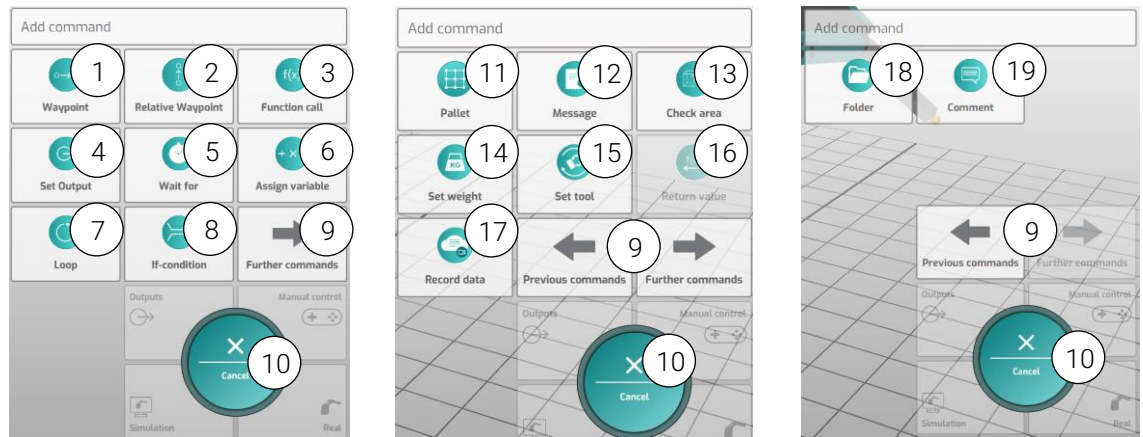 Add command
1
2
3
Waypoint
Relative Waypoint
f(x)
Function call
4
5
6
Set Output
Wait for
+ ×
Assign variable
7
8
9
Loop
If-condition
Further commands
Outputs
Manual control
Cancel
10
Simulation
Real
Add command
11
12
13
Pallet
Message
Check area
14
15
16
KG
Set weight
Set tool
Return value
17
9
Record data
Previous commands
Further commands
Outputs
Manual control
10
Cancel
Add command
18
19
Folder
Comment
9
Previous commands
Further commands
Outputs
Manual control
10
Cancel
Simulation
Real